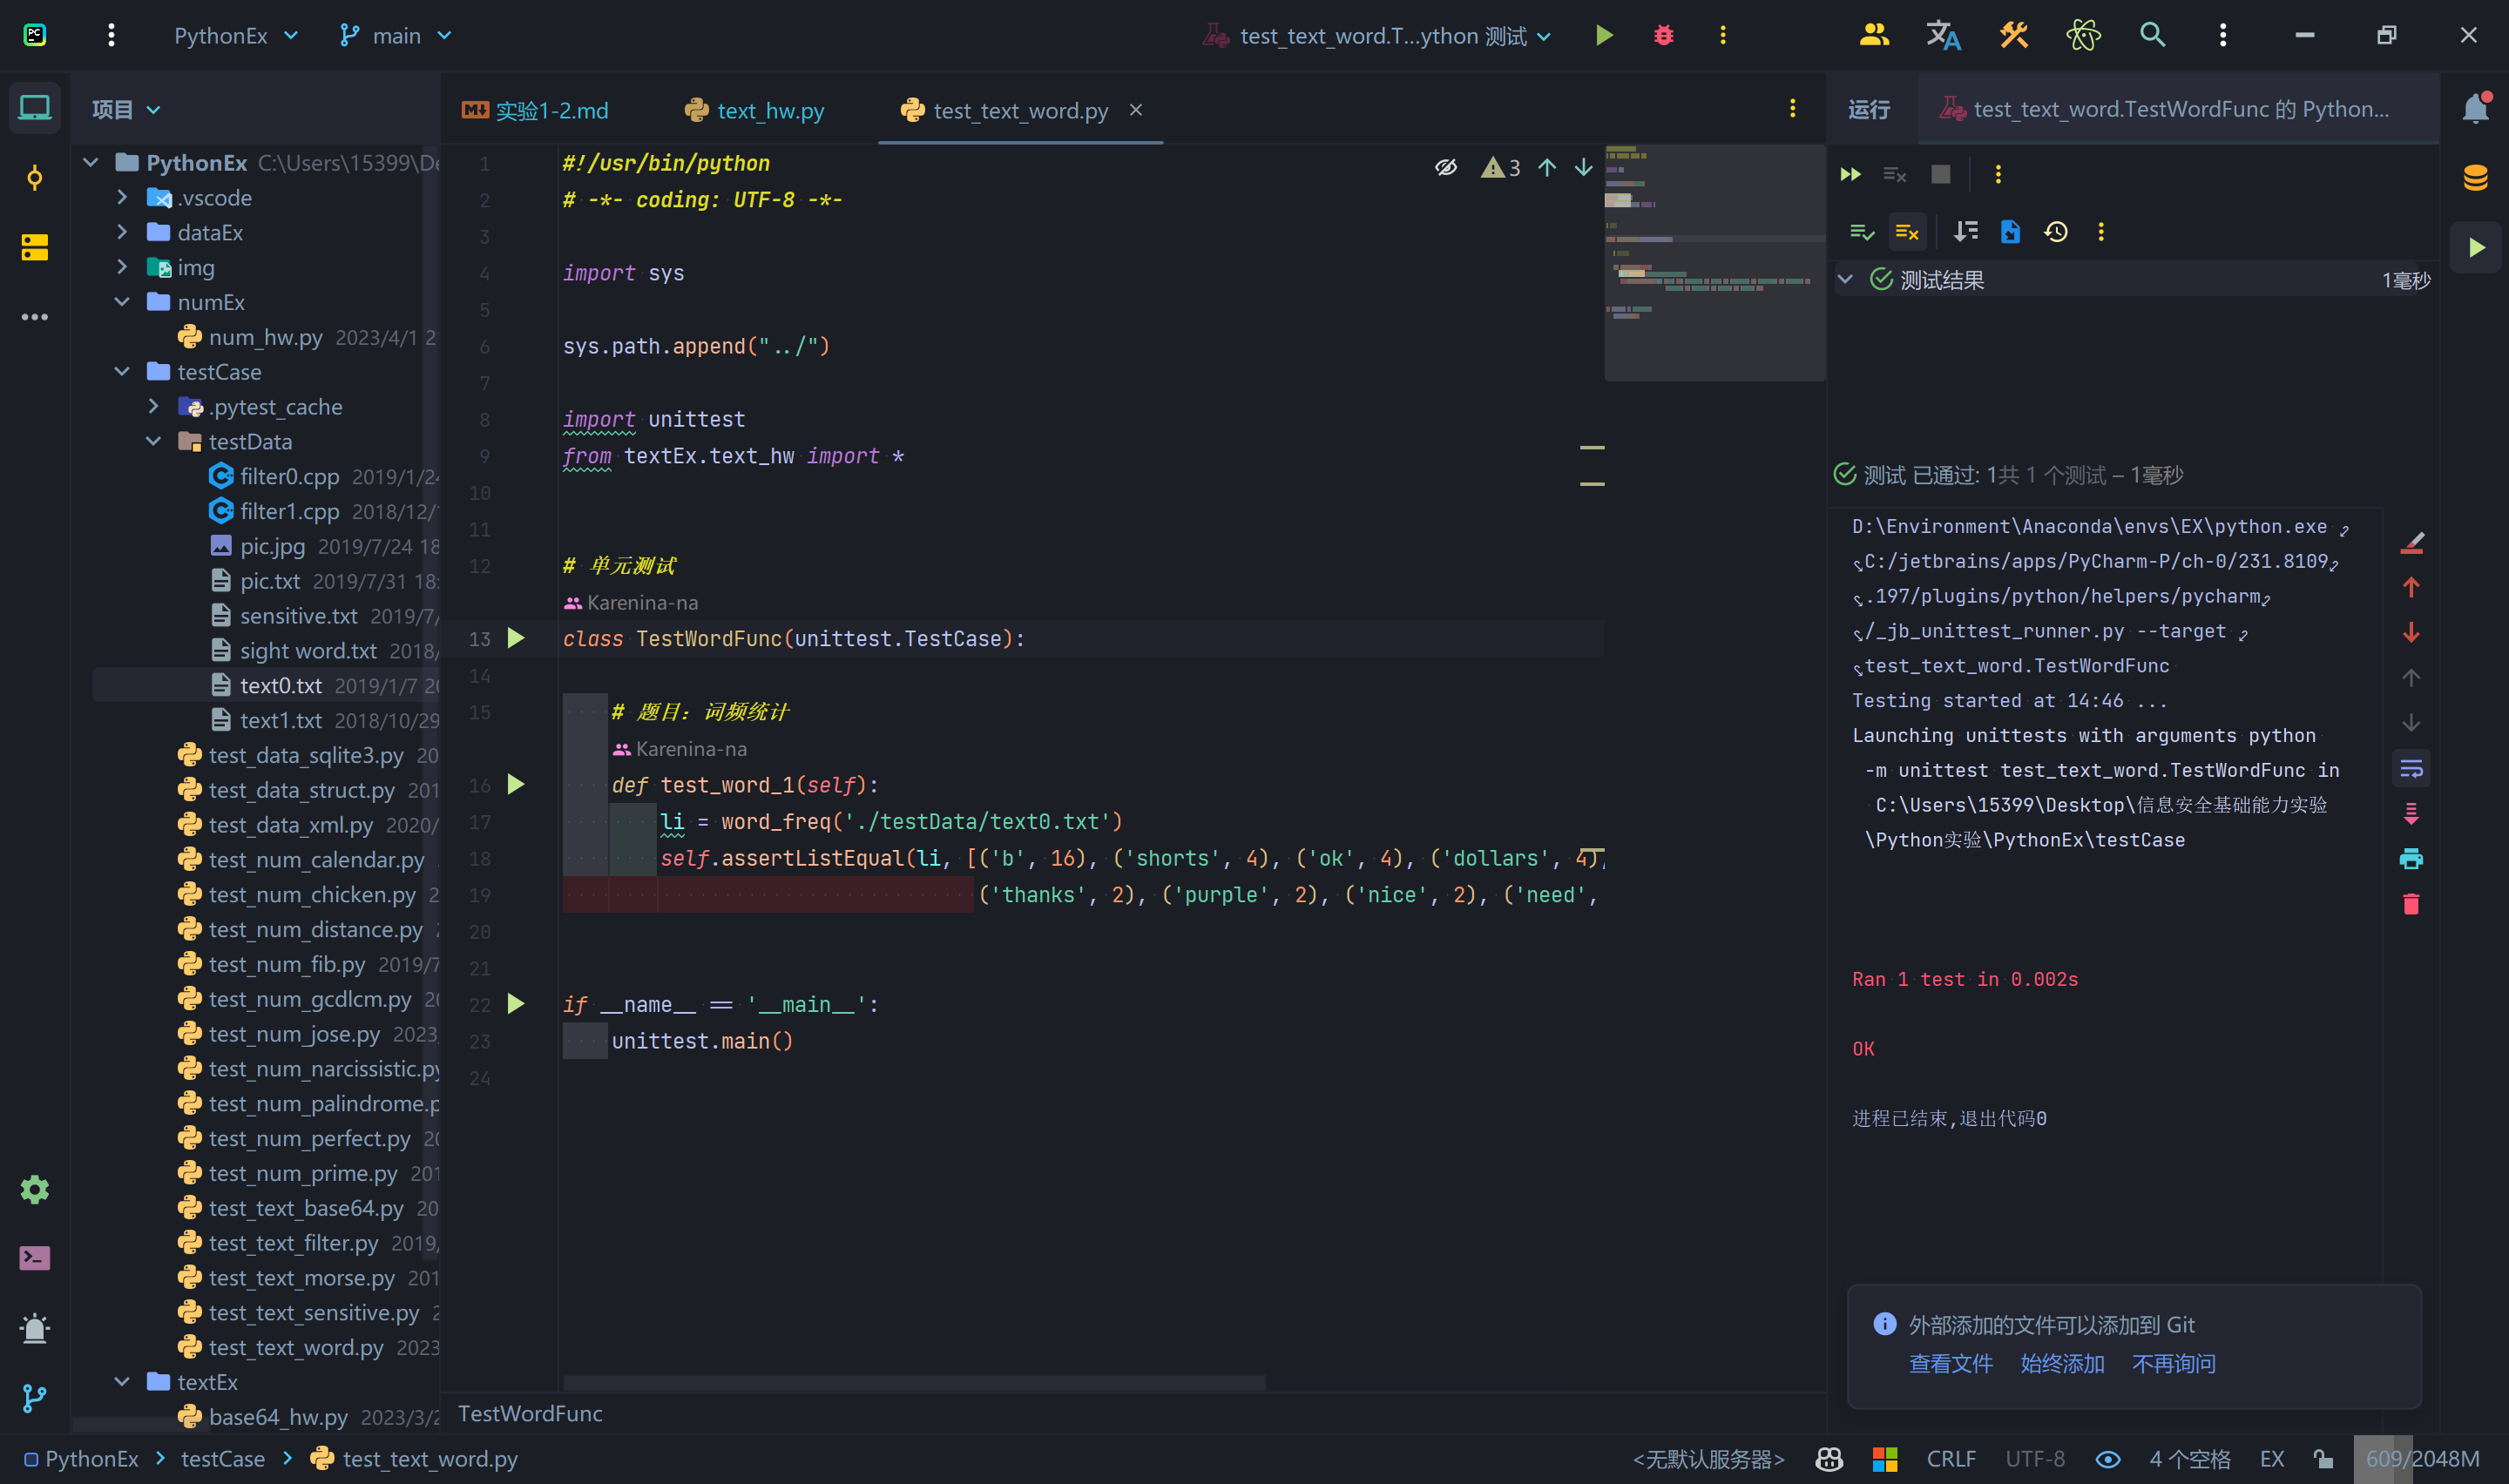 PC
PythonEx
main
test_text_word.T...ython 测试
项目
实验1-2.md
text_hw.py
test_text_word.py
运行
test_text_word.TestWordFunc 的 Python...
PythonEx C:\Users\15399\De
.vscode
dataEx
img
numEx
num_hw.py 2023/4/1 2
testCase
.pytest_cache
testData
filter0.cpp 2019/1/24
filter1.cpp 2018/12/
pic.jpg 2019/7/24 18
pic.txt 2019/7/31 18:
sensitive.txt 2019/7/
sight word.txt 2018/
text0.txt 2019/1/7 20
text1.txt 2018/10/29
test_data_sqlite3.py 20
test_data_struct.py 201
test_data_xml.py 2020/
test_num_calendar.py
test_num_chicken.py 2
test_num_distance.py
test_num_fib.py 2019/7
test_num_gcdlcm.py 20
test_num_jose.py 2023
test_num_narcissistic.py
test_num_palindrome.p
test_num_perfect.py 20
test_num_prime.py 201
test_text_base64.py 20
test_text_filter.py 2019/
test_text_morse.py 201
test_text_sensitive.py 2
test_text_word.py 2023
textEx
base64_hw.py 2023/3/2
3
1 #!/usr/bin/python
2 # -*- coding: UTF-8 -*-
3
4 import sys
5
6 sys.path.append("../")
7
8 import unittest
9 from textEx.text_hw import *
10
11
12 # 单元测试
Karenina-na
13 class TestWordFunc(unittest.TestCase):
14
15 # 题目：词频统计
Karenina-na
16 def test_word_1(self):
17 li = word_freq('./testData/text0.txt')
18 self.assertListEqual(li, [('b', 16), ('shorts', 4), ('ok', 4), ('dollars', 4),
19 ('thanks', 2), ('purple', 2), ('nice', 2), ('need',
20
21
22 if __name__ == '__main__':
23 unittest.main()
24
TestWordFunc
测试结果 1毫秒
测试 已通过: 1共 1 个测试 – 1毫秒
D:\Environment\Anaconda\envs\EX\python.exe
C:/jetbrains/apps/PyCharm-P/ch-0/231.8109
.197/plugins/python/helpers/pycharm
/_jb_unittest_runner.py --target
test_text_word.TestWordFunc
Testing started at 14:46 ...
Launching unittests with arguments python
-m unittest test_text_word.TestWordFunc in
C:\Users\15399\Desktop\信息安全基础能力实验
\Python实验\PythonEx\testCase
Ran 1 test in 0.002s
OK
进程已结束,退出代码0
外部添加的文件可以添加到 Git
查看文件 始终添加 不再询问
PythonEx > testCase > test_text_word.py
<无默认服务器> CRLF UTF-8 4 个空格 EX 609/2048M